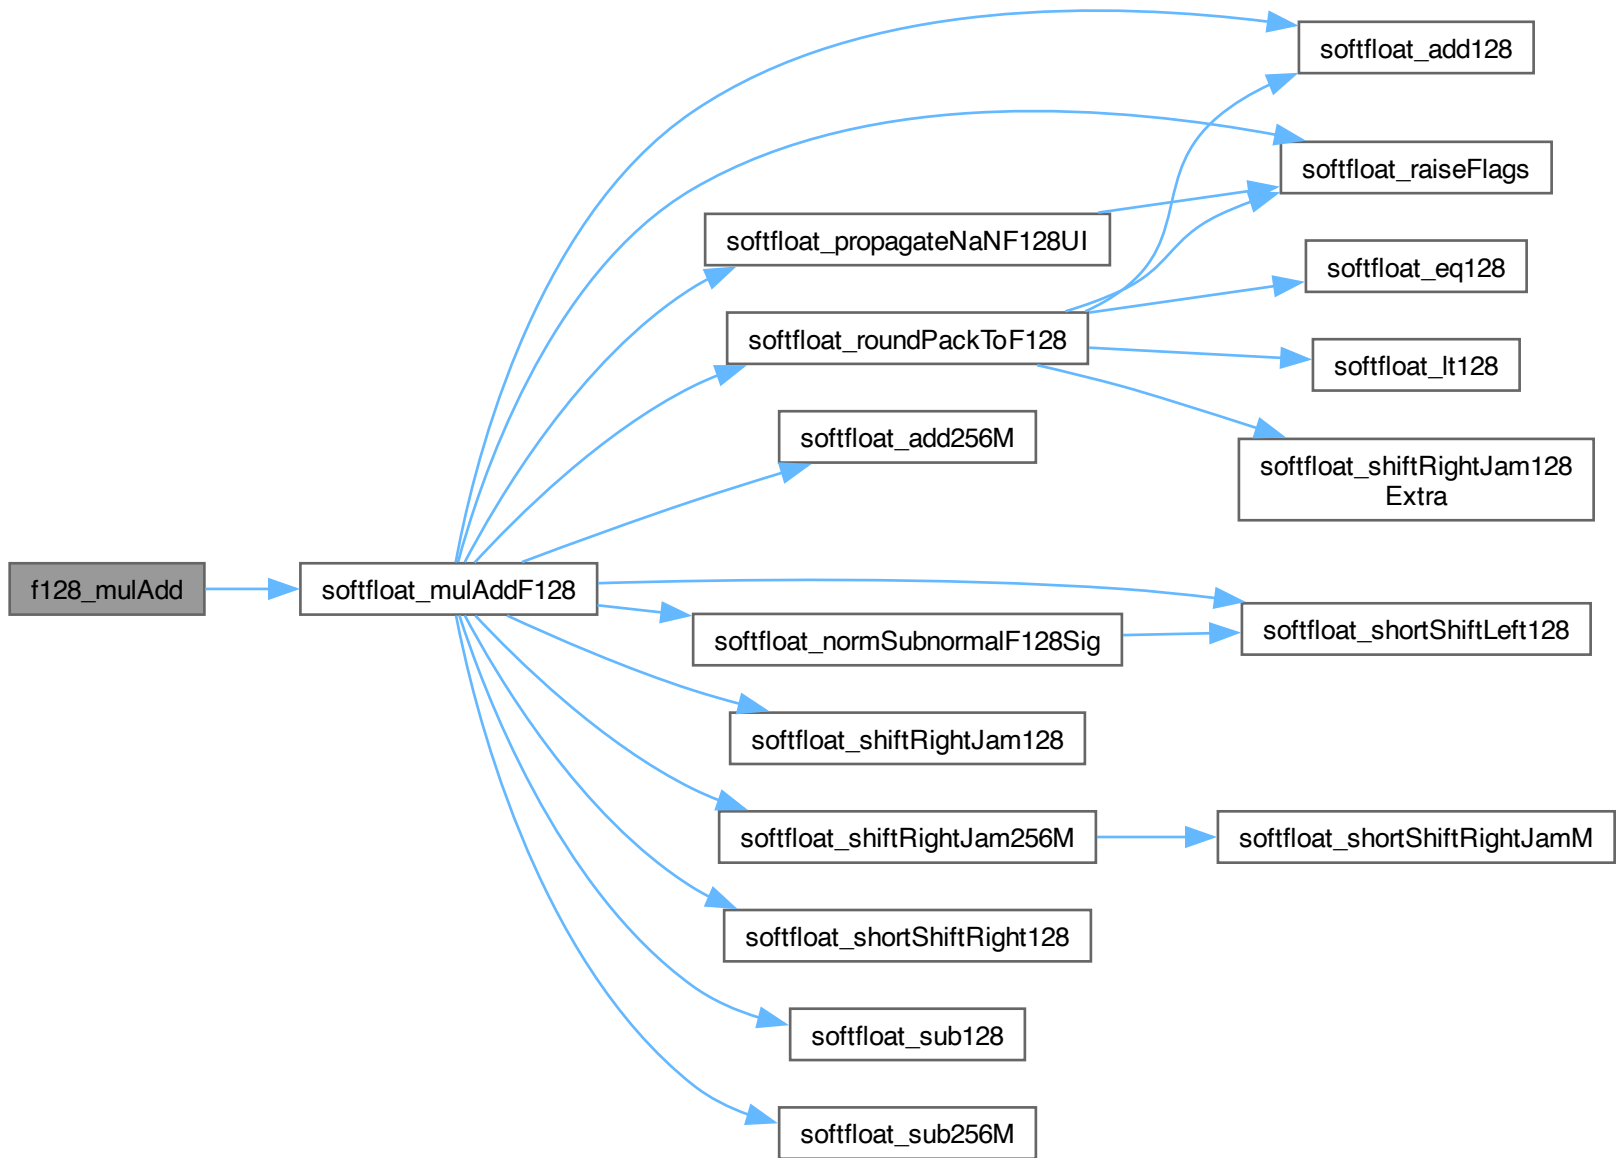 softfloat_add128
softfloat_raiseFlags
softfloat_propagateNaNF128UI
softfloat_eq128
softfloat_roundPackToF128
softfloat_lt128
softfloat_add256M
softfloat_shiftRightJam128
Extra
f128_mulAdd
softfloat_mulAddF128
softfloat_shortShiftLeft128
softfloat_normSubnormalF128Sig
softfloat_shiftRightJam128
softfloat_shiftRightJam256M
softfloat_shortShiftRightJamM
softfloat_shortShiftRight128
softfloat_sub128
softfloat_sub256M